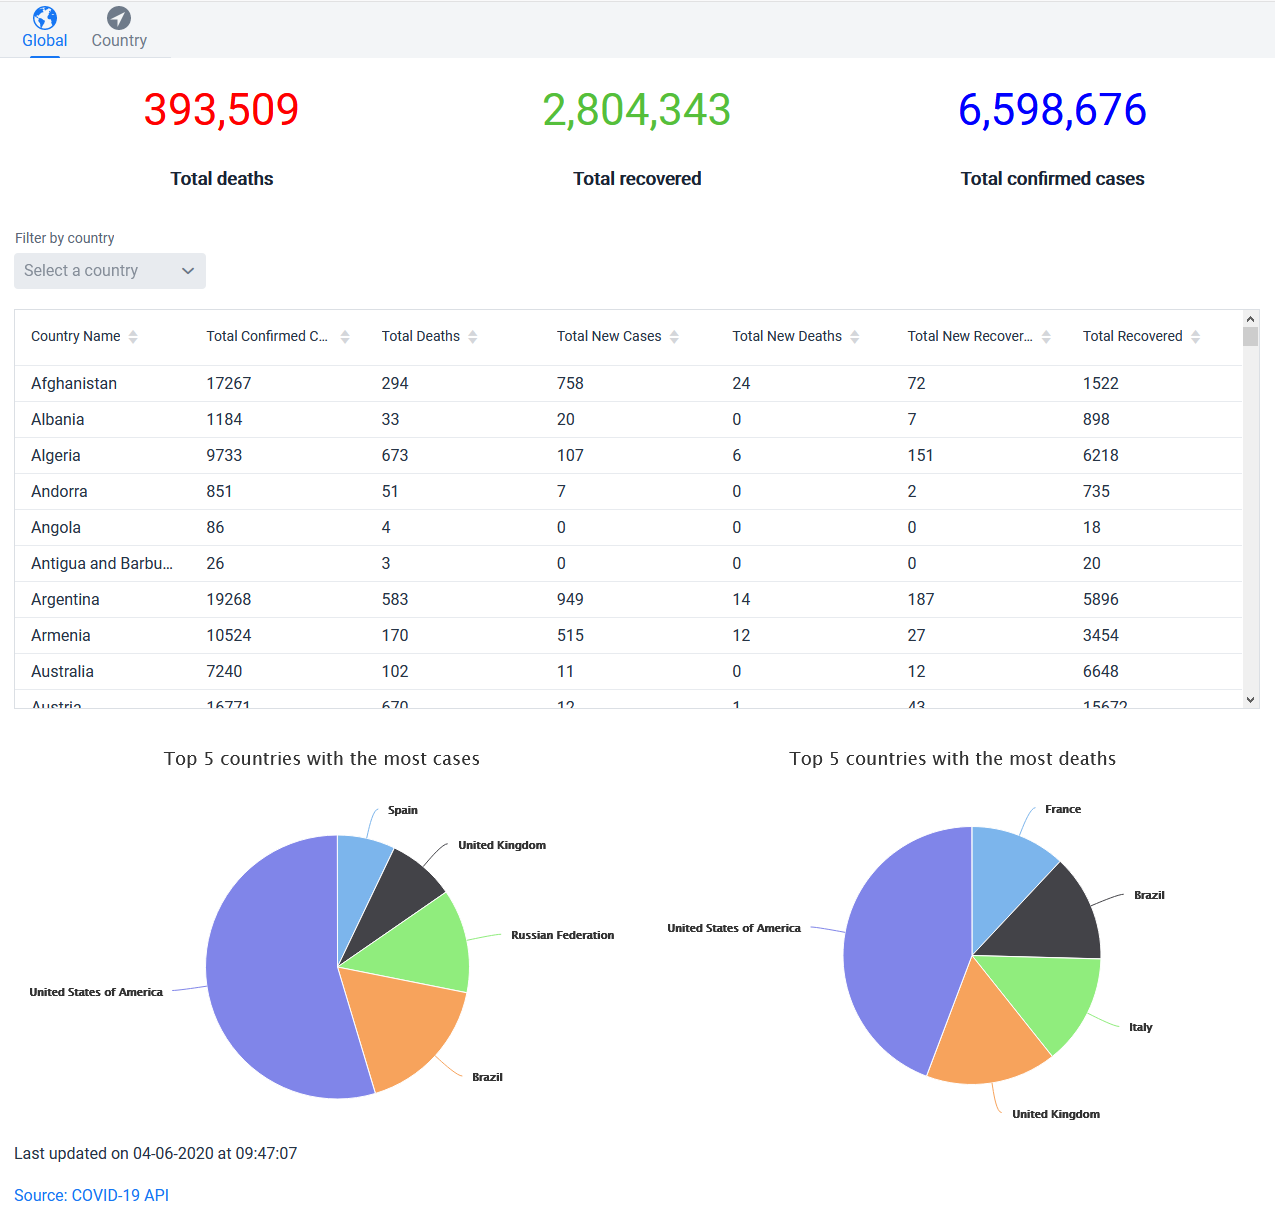 Global Country
393,509 2,804,343 6,598,676
Total deaths Total recovered Total confirmed cases
Filter by country
Select a country
Country Name Total Confirmed C... Total Deaths Total New Cases Total New Deaths Total New Recover... Total Recovered
Afghanistan 17267 294 758 24 72 1522
Albania 1184 33 20 0 7 898
Algeria 9733 673 107 6 151 6218
Andorra 851 51 7 0 2 735
Angola 86 4 0 0 0 18
Antigua and Barbu... 26 3 0 0 0 20
Argentina 19268 583 949 14 187 5896
Armenia 10524 170 515 12 27 3454
Australia 7240 102 11 0 12 6648
Austria 16771 670 12 1 43 15672
Top 5 countries with the most cases
Spain
United Kingdom
Russian Federation
United States of America
Brazil
Top 5 countries with the most deaths
France
Brazil
United States of America
Italy
United Kingdom
Last updated on 04-06-2020 at 09:47:07
Source: COVID-19 API